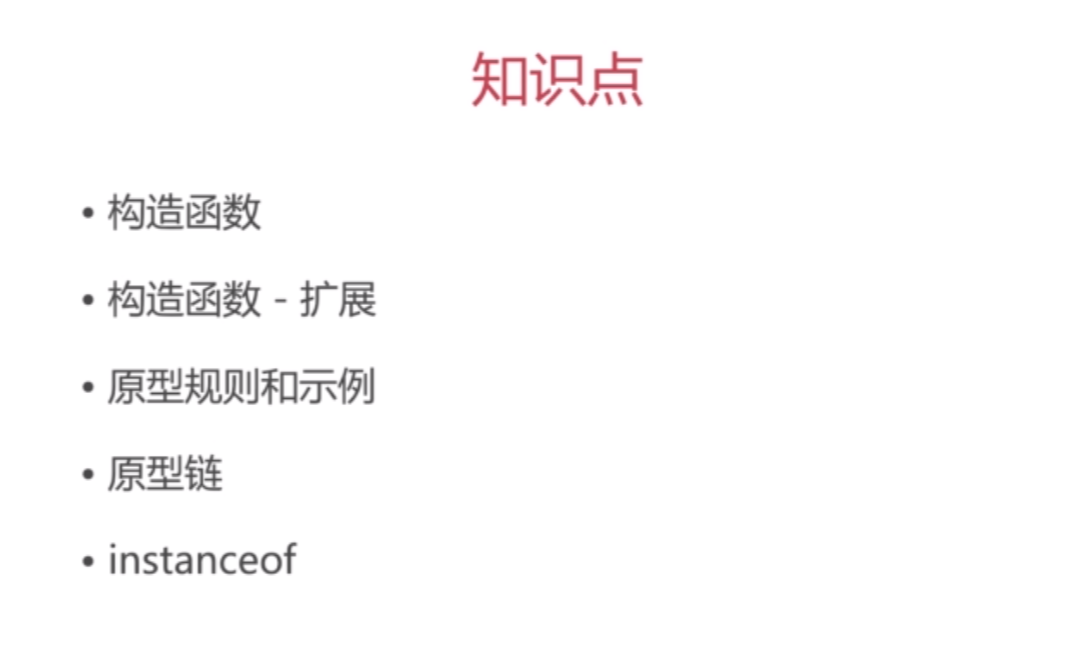 知识点
• 构造函数
• 构造函数 - 扩展
• 原型规则和示例
• 原型链
• instanceof